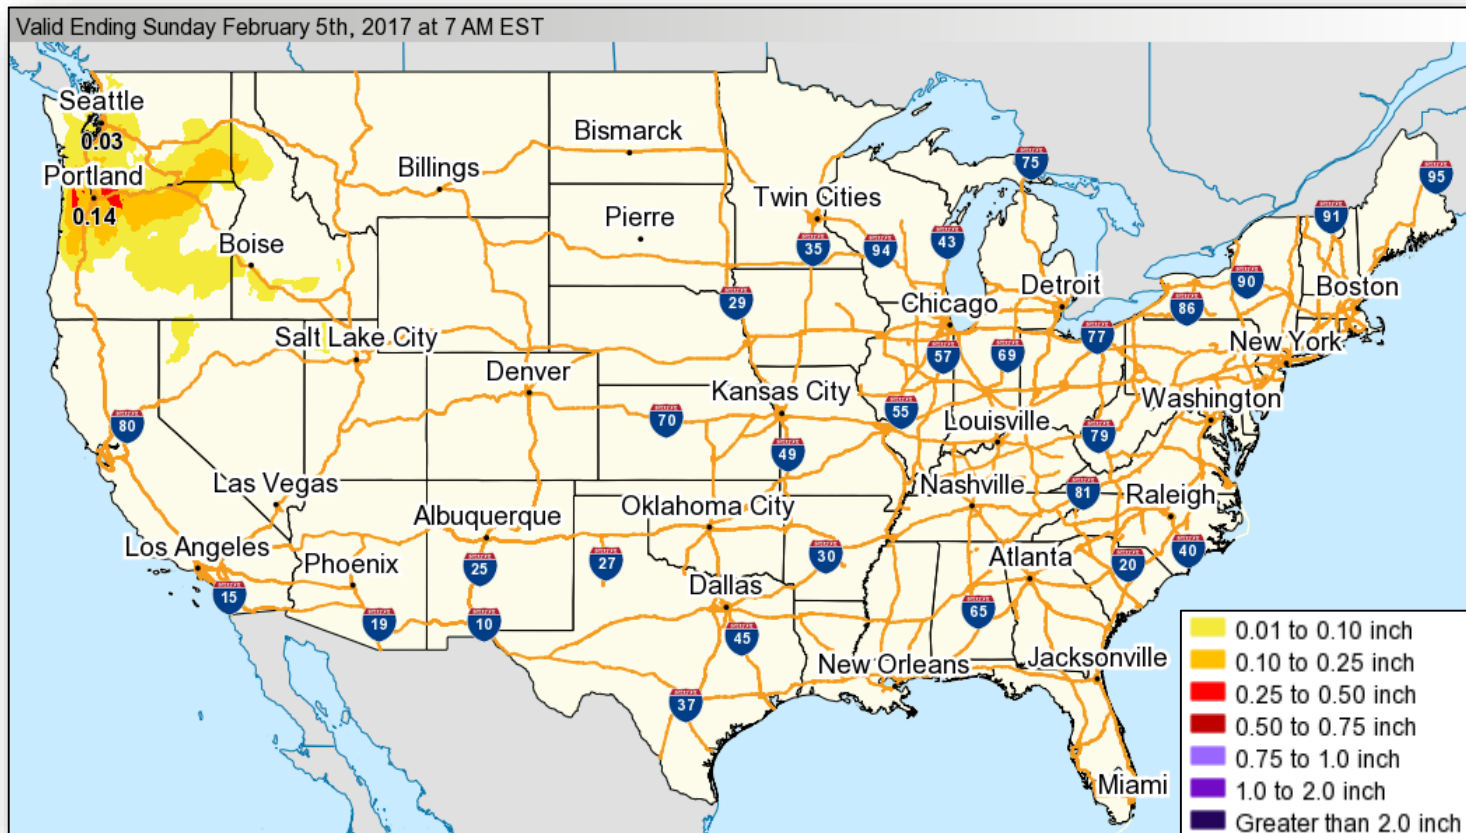 Valid Ending Sunday February 5th, 2017 at 7 AM EST
Seattle
0.03
Portland
0.14
Boise
Billings
Bismarck
Pierre
Twin Cities
75
95
91
35
94
43
90
86
Detroit
Boston
Chicago
29
77
57
69
New York
Salt Lake City
Denver
Kansas City
Washington
80
70
55
Louisville
79
49
Las Vegas
Nashville
81
Raleigh
Albuquerque
Oklahoma City
Los Angeles
Phoenix
25
27
30
Atlanta
20
40
15
19
10
Dallas
65
45
New Orleans
Jacksonville
37
Miami
0.01 to 0.10 inch
0.10 to 0.25 inch
0.25 to 0.50 inch
0.50 to 0.75 inch
0.75 to 1.0 inch
1.0 to 2.0 inch
Greater than 2.0 inch